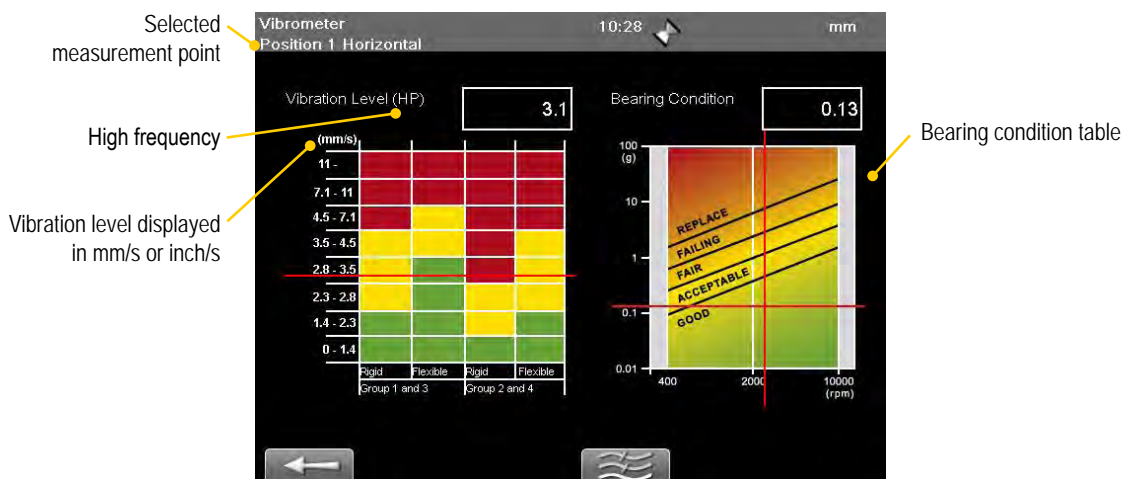 Selected
measurement point
High frequency
Vibration level displayed
in mm/s or inch/s
Vibrometer
10:28
mm
Position 1 Horizontal
Vibration Level (HP)
3.1
(mm/s)
11 -
7.1 - 11
4.5 - 7.1
3.5 - 4.5
2.8 - 3.5
2.3 - 2.8
1.4 - 2.3
0 - 1.4
Rigid Flexible Rigid Flexible
Group 1 and 3 Group 2 and 4
Bearing Condition
0.13
100
(g)
10
1
0.1
0.01
REPLACE
FAILING
FAIR
ACCEPTABLE
GOOD
400 2000 10000
(rpm)
Bearing condition table